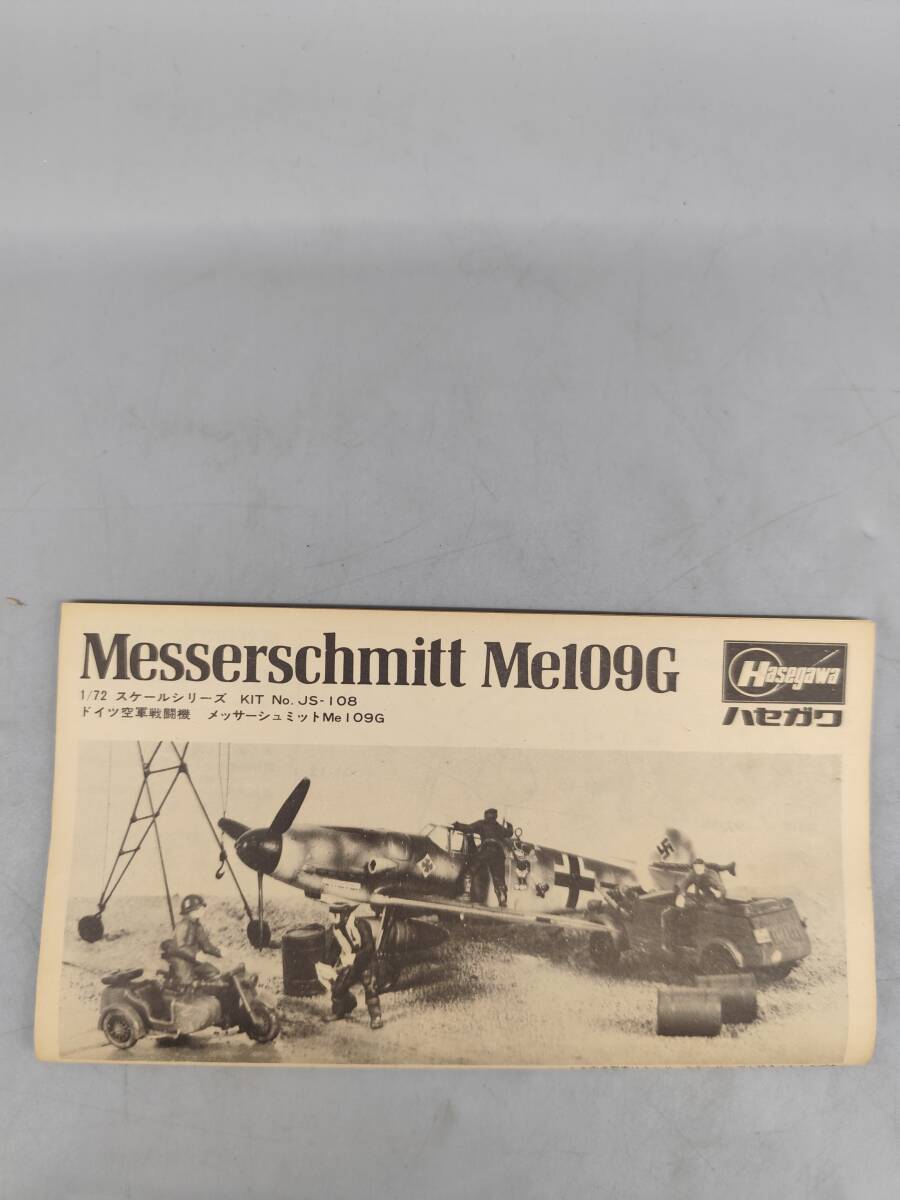 Messerschmitt Me109G
1/72 スケールシリーズ KIT No. JS-108
ドイツ空軍戦闘機 メッサーシュミットMe109G
Hasegawa
ハセガワ